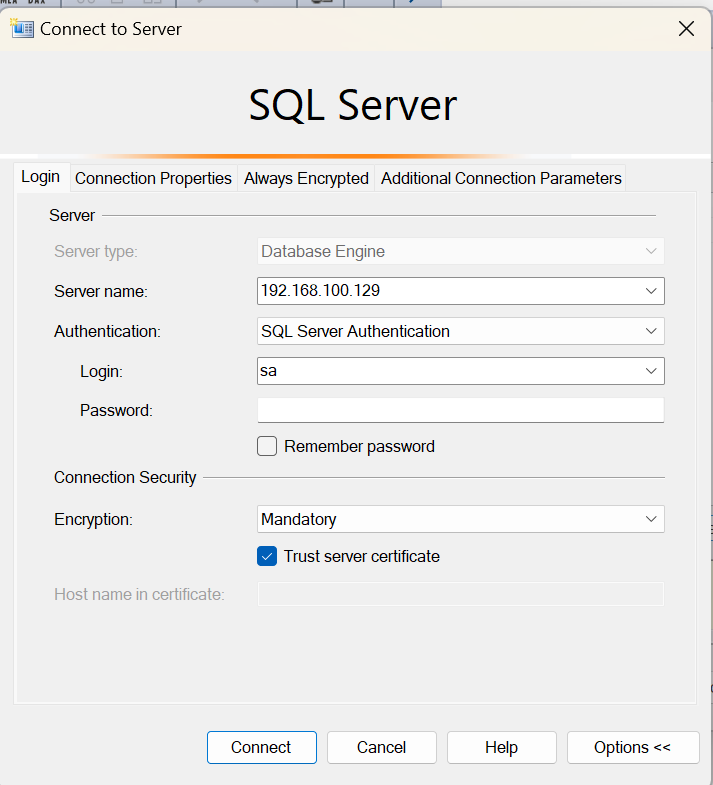 Connect to Server
SQL Server
Login Connection Properties Always Encrypted Additional Connection Parameters
Server
Server type: Database Engine
Server name: 192.168.100.129
Authentication: SQL Server Authentication
Login: sa
Password:
Remember password
Connection Security
Encryption: Mandatory
Trust server certificate
Host name in certificate:
Connect Cancel Help Options <<